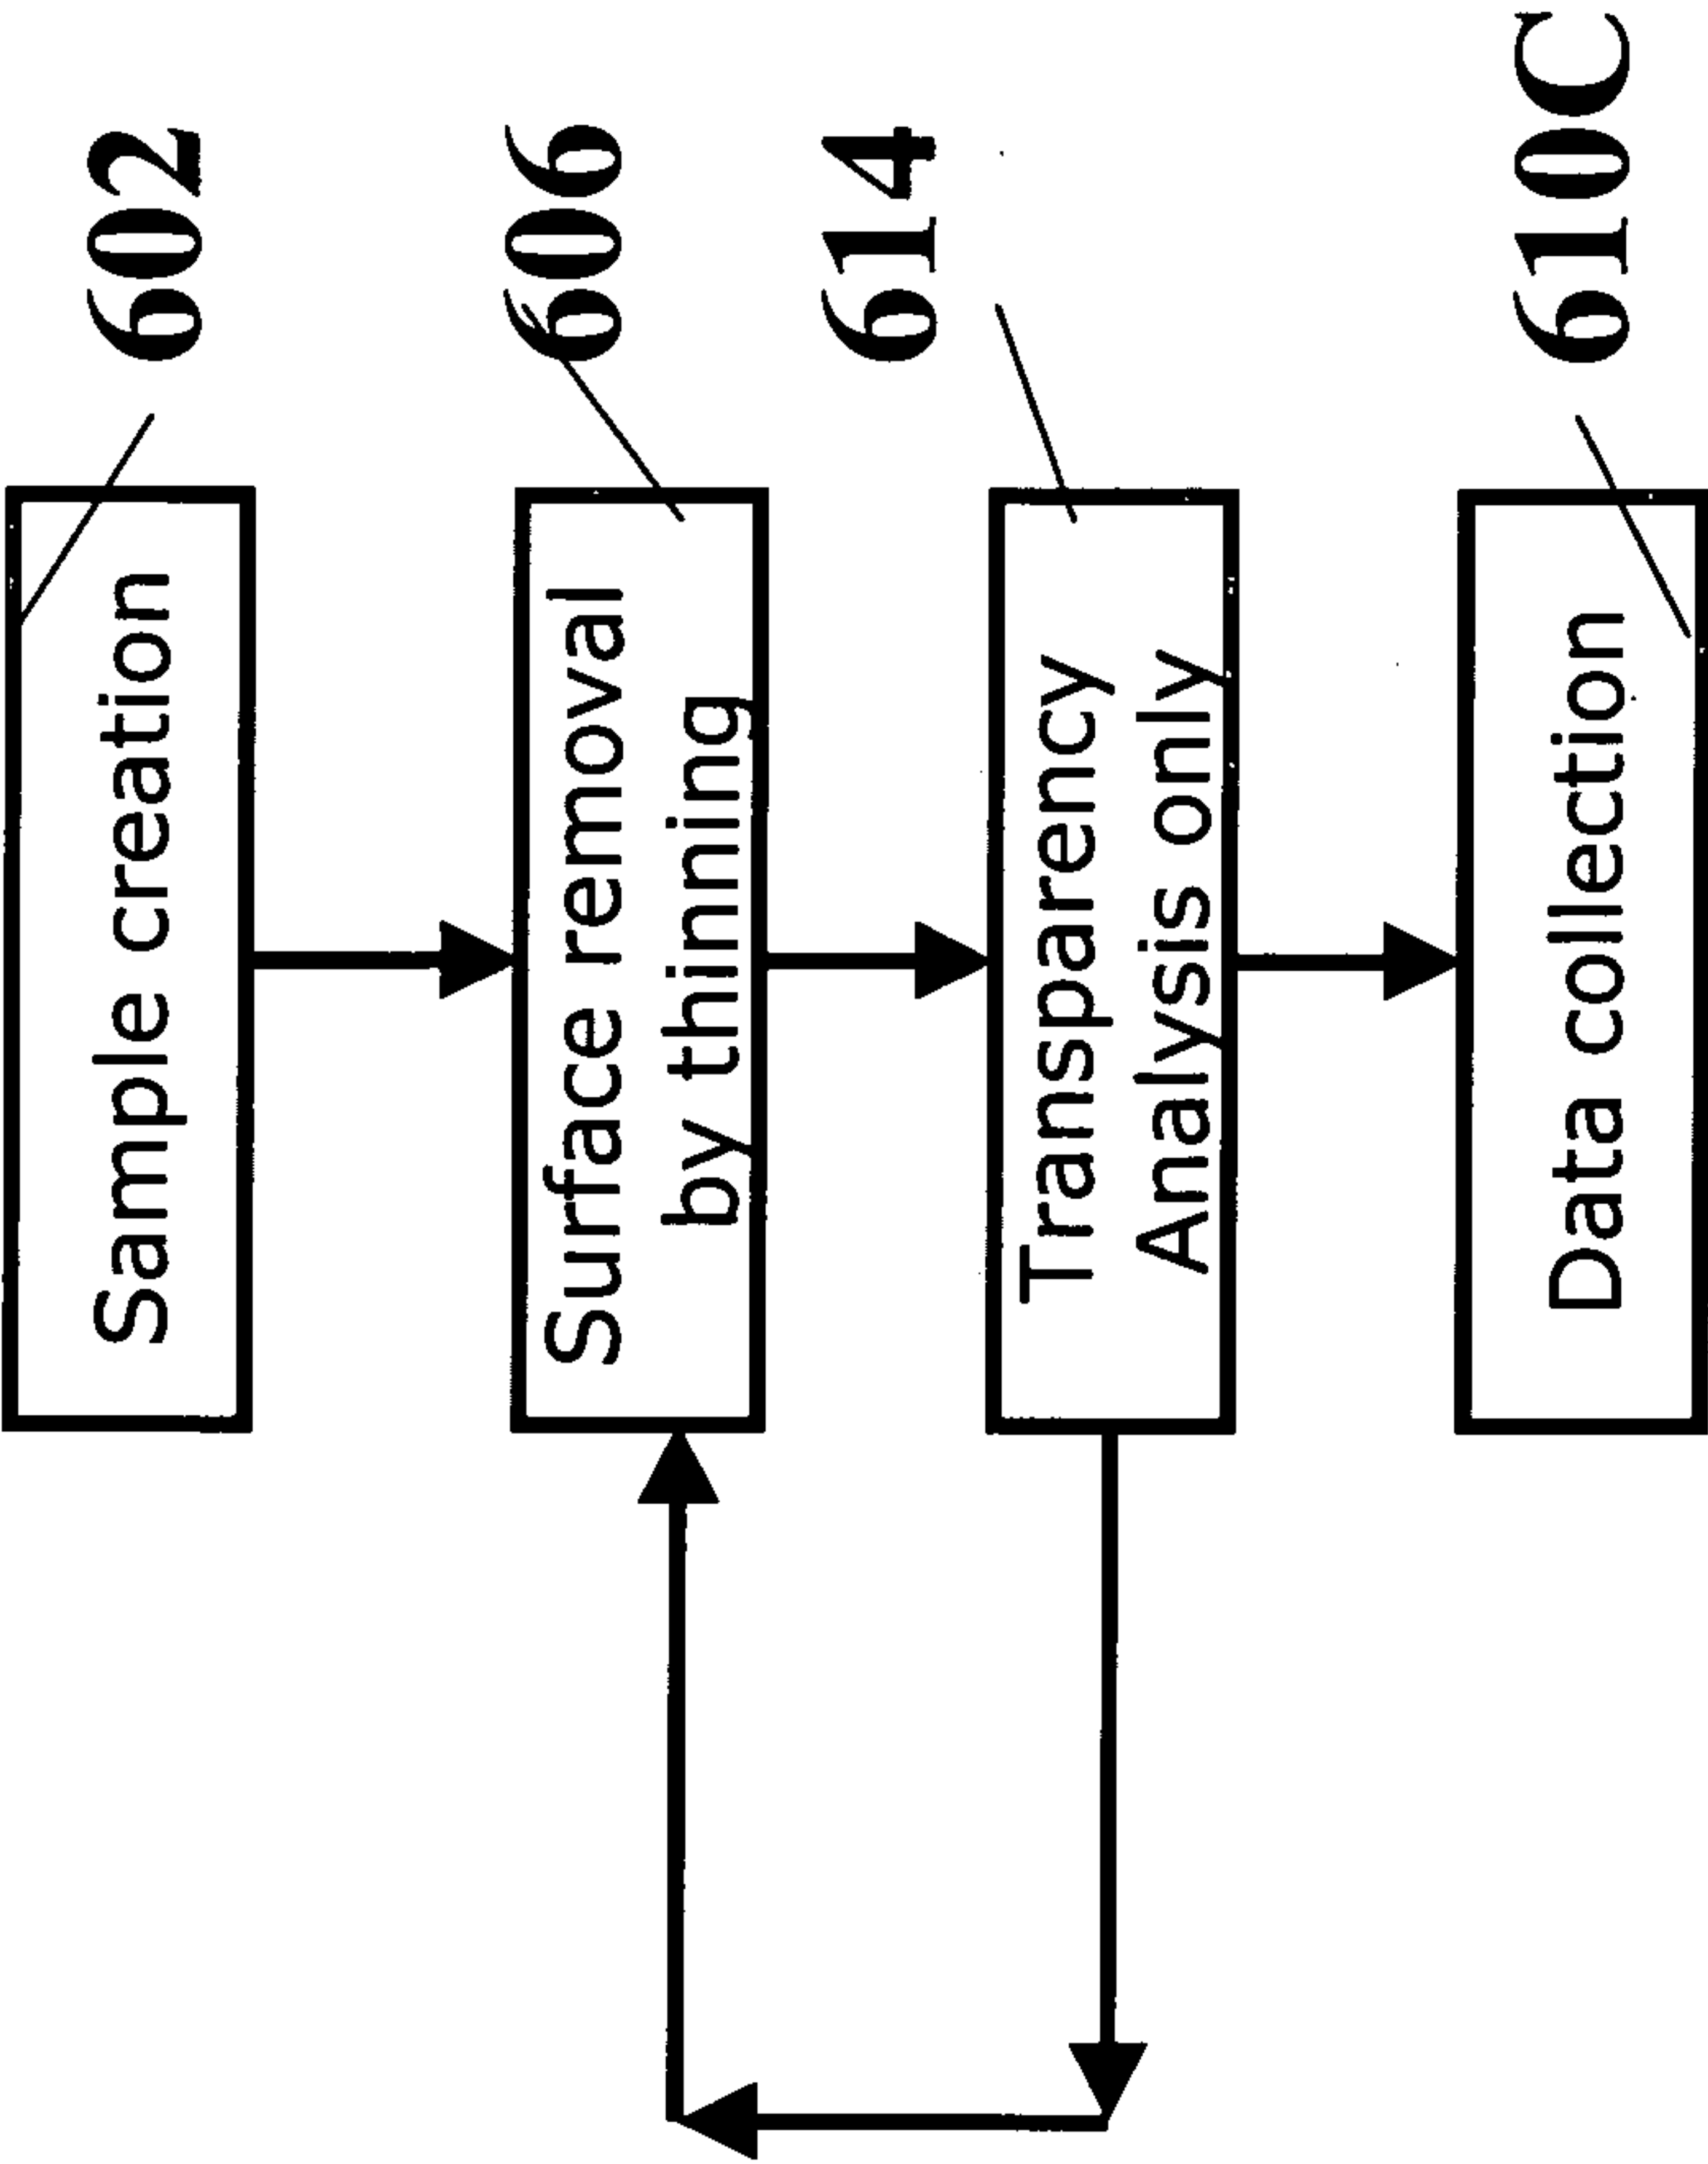 602
Sample creation
606
Surface removal
by thinning
614
Transparency
Analysis only
610C
Data collection